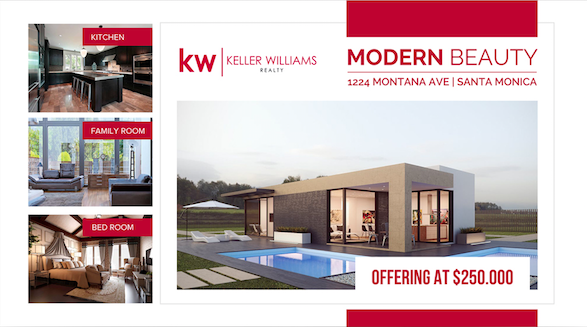 KITCHEN
FAMILY ROOM
BED ROOM
kw KELLER WILLIAMS
REALTY
MODERN BEAUTY
1224 MONTANA AVE | SANTA MONICA
OFFERING AT $250.000